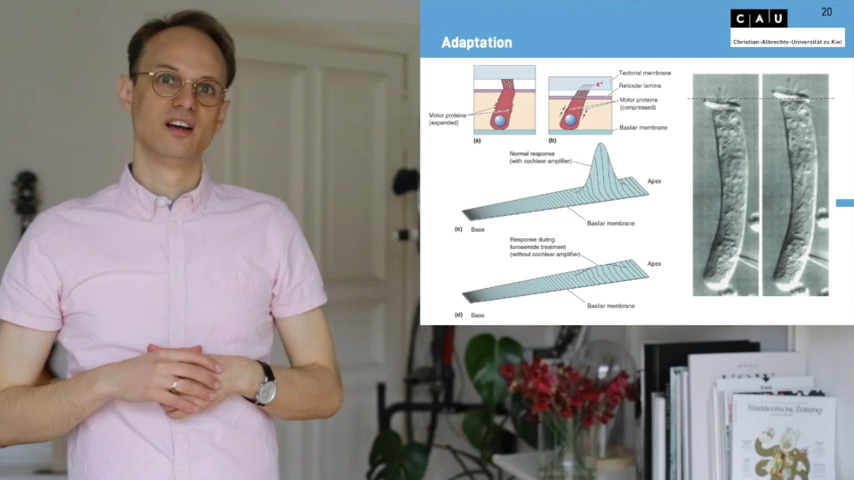 20
CAU
Christian-Albrechts-Universität zu Kiel
Adaptation
Tectorial membrane
K+
Reticular lamina
Motor proteins
(expanded)
Motor proteins
(compressed)
Basilar membrane
(a)
(b)
Normal response
(with cochlear amplifier)
Apex
Basilar membrane
(c)
Base
Response during
furosemide treatment
(without cochlear amplifier)
Apex
Basilar membrane
(d)
Base
Süddeutsche Zeitung